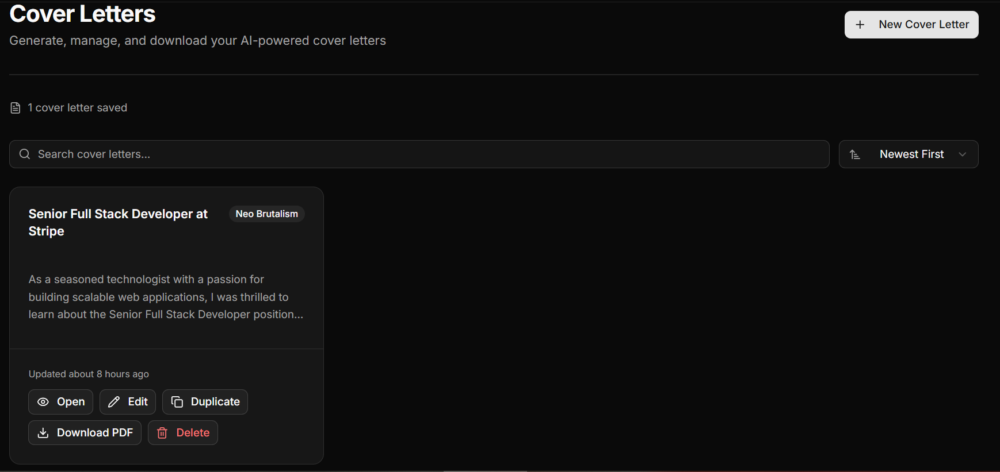 Cover Letters
Generate, manage, and download your AI-powered cover letters
New Cover Letter
1 cover letter saved
Search cover letters...
Newest First
Senior Full Stack Developer at
Stripe
Neo Brutalism
As a seasoned technologist with a passion for
building scalable web applications, I was thrilled to
learn about the Senior Full Stack Developer position...
Updated about 8 hours ago
Open
Edit
Duplicate
Download PDF
Delete